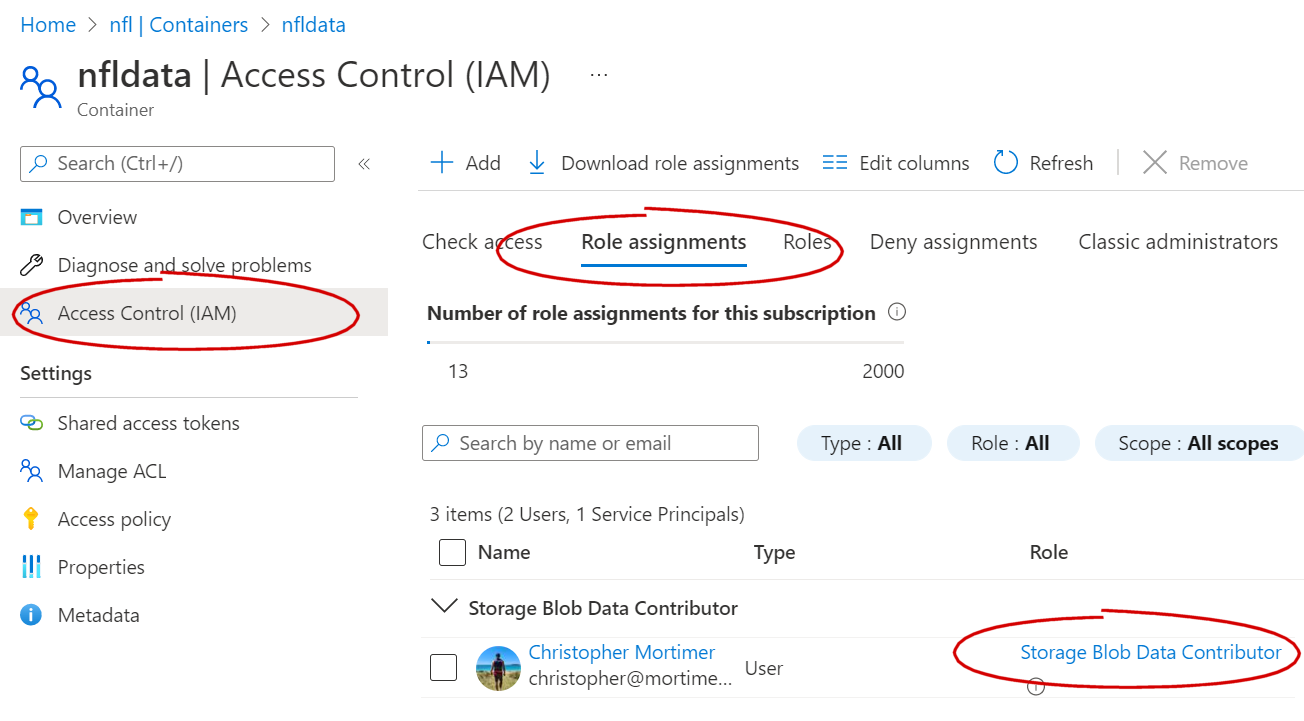 Home > nfl | Containers > nfldata
nfldata | Access Control (IAM) ...
Container
Search (Ctrl+/) «
Overview
Diagnose and solve problems
Access Control (IAM)
Settings
Shared access tokens
Manage ACL
Access policy
Properties
Metadata
Add Download role assignments Edit columns Refresh Remove
Check access Role assignments Roles Deny assignments Classic administrators
Number of role assignments for this subscription
13 2000
Search by name or email Type : All Role : All Scope : All scopes
3 items (2 Users, 1 Service Principals)
Name Type Role
Storage Blob Data Contributor
Christopher Mortimer
christopher@mortime...
User
Storage Blob Data Contributor